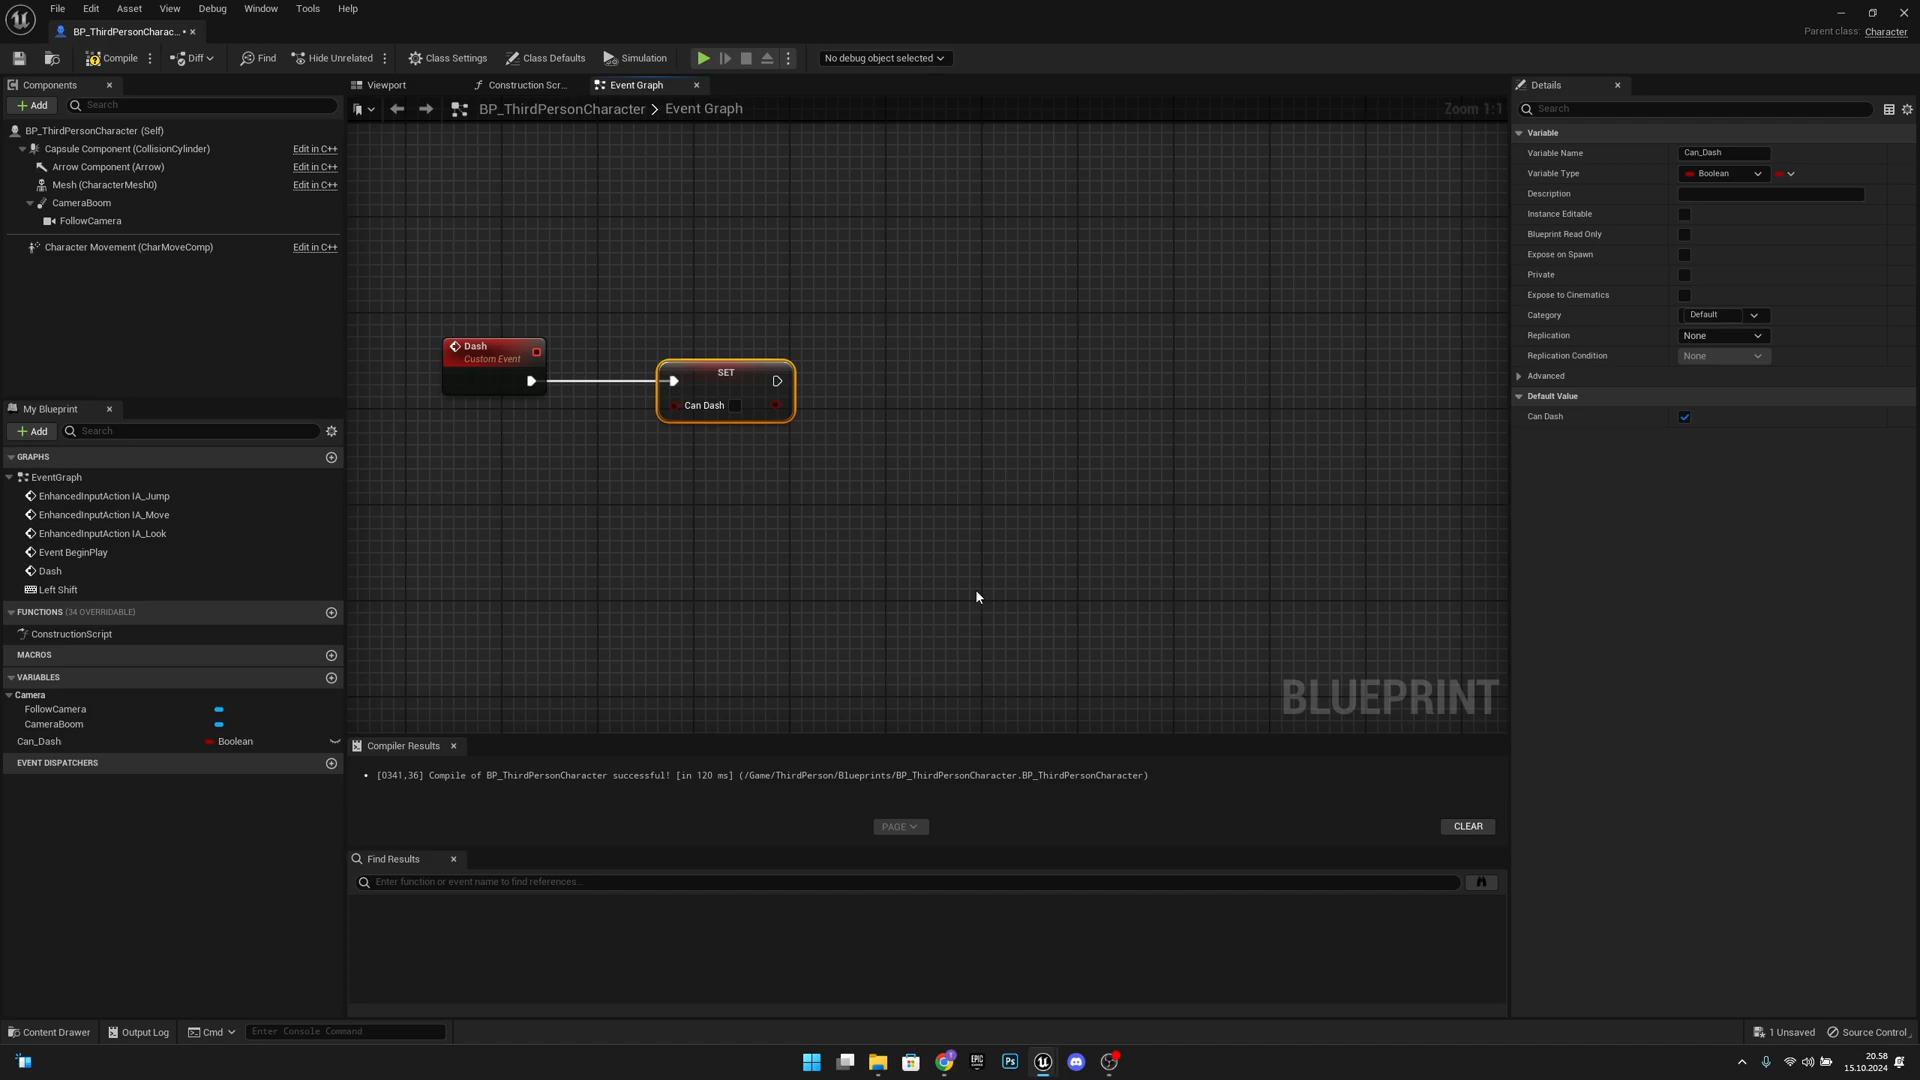 File Edit Asset View Debug Window Tools Help
BP_ThirdPersonCharac... •
Parent class: Character
Compile Diff Find Hide Unrelated Class Settings Class Defaults Simulation No debug object selected
Components
Add Search
BP_ThirdPersonCharacter (Self)
Capsule Component (CollisionCylinder) Edit in C++
Arrow Component (Arrow) Edit in C++
Mesh (CharacterMesh0) Edit in C++
CameraBoom
FollowCamera
Character Movement (CharMoveComp) Edit in C++
My Blueprint
Add Search
GRAPHS
EventGraph
EnhancedInputAction IA_Jump
EnhancedInputAction IA_Move
EnhancedInputAction IA_Look
Event BeginPlay
Dash
Left Shift
FUNCTIONS (34 OVERRIDABLE)
ConstructionScript
MACROS
VARIABLES
Camera
FollowCamera
CameraBoom
Can_Dash Boolean
EVENT DISPATCHERS
Viewport Construction Scr... Event Graph
BP_ThirdPersonCharacter > Event Graph Zoom 1:1
Dash
Custom Event
SET
Can Dash
BLUEPRINT
Compiler Results
[0341,36] Compile of BP_ThirdPersonCharacter successful! [in 120 ms] (/Game/ThirdPerson/Blueprints/BP_ThirdPersonCharacter.BP_ThirdPersonCharacter)
PAGE CLEAR
Find Results
Enter function or event name to find references...
Details
Search
Variable
Variable Name Can_Dash
Variable Type Boolean
Description
Instance Editable
Blueprint Read Only
Expose on Spawn
Private
Expose to Cinematics
Category Default
Replication None
Replication Condition None
Advanced
Default Value
Can Dash
Content Drawer Output Log Cmd Enter Console Command 1 Unsaved Source Control
EPIC
Ps
20.58
15.10.2024